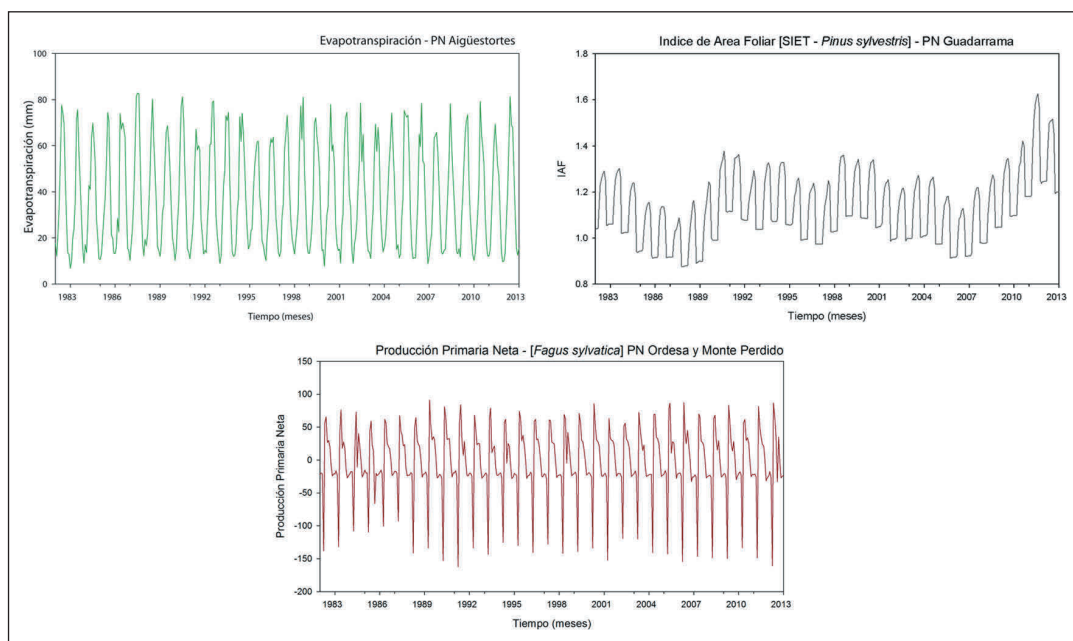 Evapotranspiración - PN Aigüestortes
Evapotranspiración (mm)
100
80
60
40
20
0
1983 1986 1989 1992 1995 1998 2001 2004 2007 2010 2013
Tiempo (meses)
Indice de Area Foliar [SIET - Pinus sylvestris] - PN Guadarrama
IAF
1.8
1.6
1.4
1.2
1.0
0.8
1983 1986 1989 1992 1995 1998 2001 2004 2007 2010 2013
Tiempo (meses)
Producción Primaria Neta - [Fagus sylvatica] PN Ordesa y Monte Perdido
Producción Primaria Neta
150
100
50
0
-50
-100
-150
-200
1983 1986 1989 1992 1995 1998 2001 2004 2007 2010 2013
Tiempo (meses)